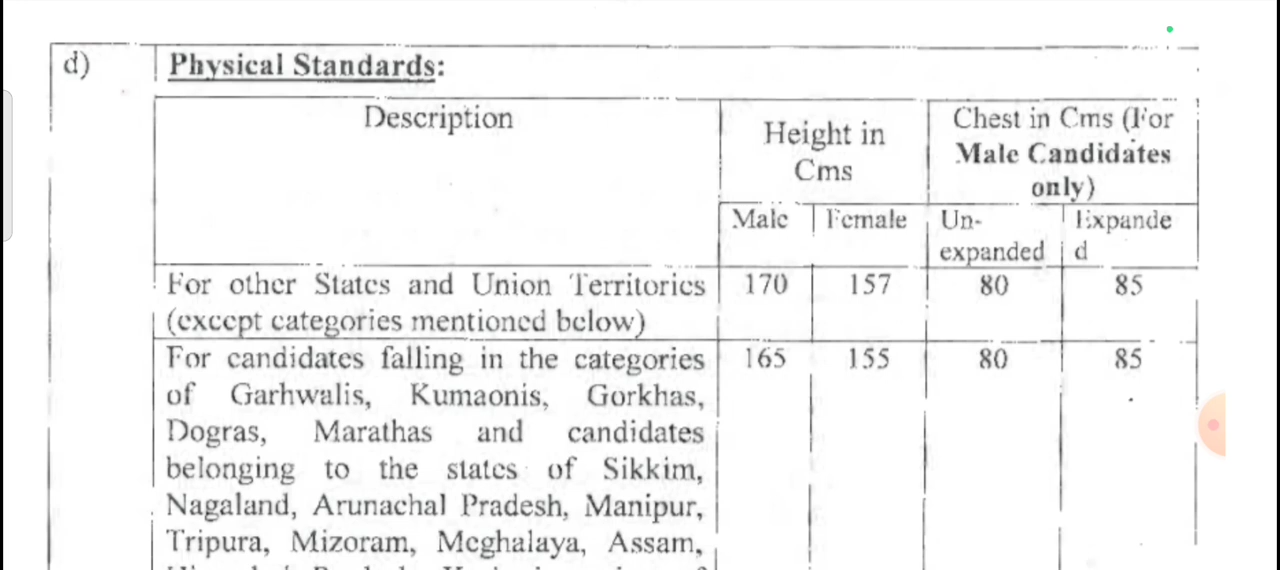 d)
Physical Standards:
Description
Height in
Cms
Chest in Cms (For
Male Candidates
only)
Male
Female
Un-
expanded
Expande
d
For other States and Union Territories
(except categories mentioned below)
170
157
80
85
For candidates falling in the categories
of Garhwalis, Kumaonis, Gorkhas,
Dogras, Marathas and candidates
belonging to the states of Sikkim,
Nagaland, Arunachal Pradesh, Manipur,
Tripura, Mizoram, Meghalaya, Assam,
165
155
80
85